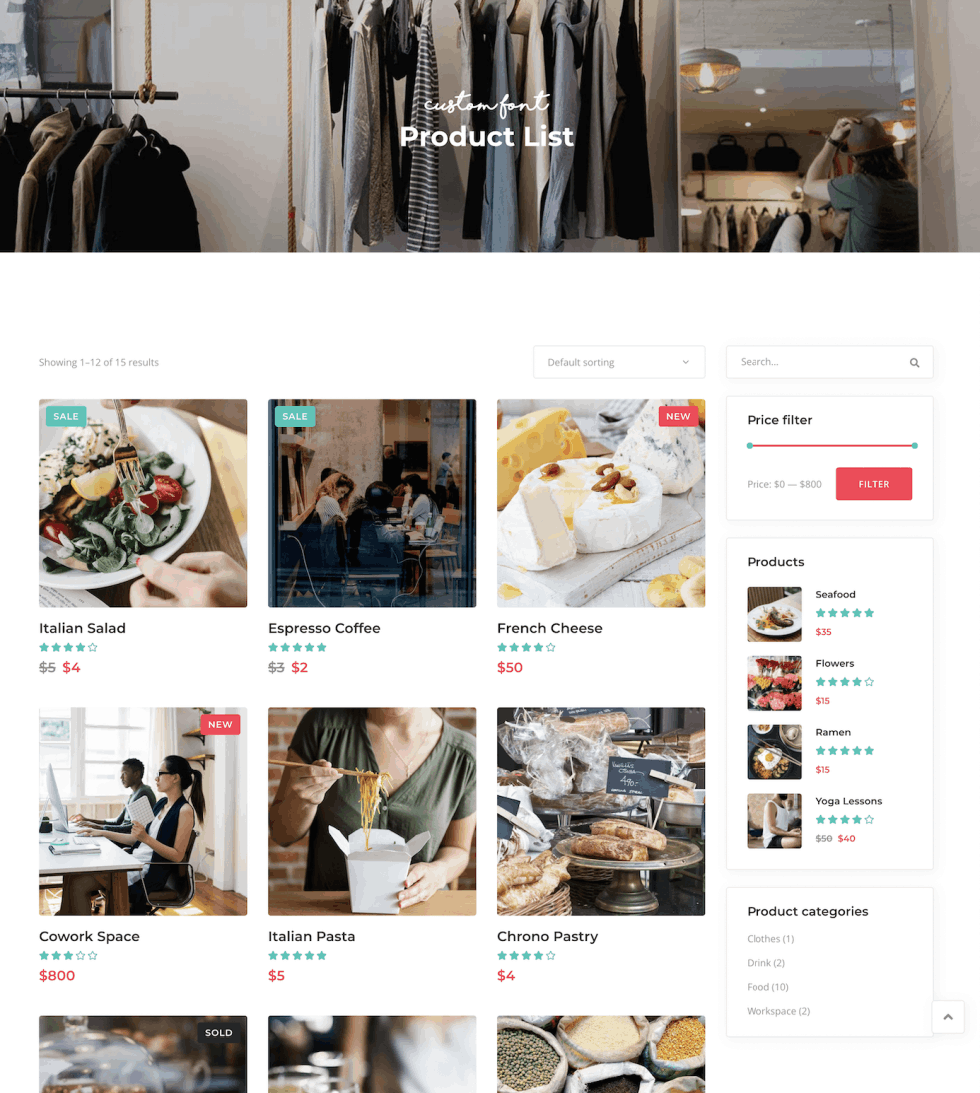 custom font
Product List
Showing 1–12 of 15 results
Default sorting
Search...
SALE
SALE
NEW
Italian Salad
$5 $4
Espresso Coffee
$3 $2
French Cheese
$50
NEW
Cowork Space
$800
Italian Pasta
$5
490.-
Chrono Pastry
$4
SOLD
Price filter
Price: $0 — $800
FILTER
Products
Seafood
$35
Flowers
$15
Ramen
$15
Yoga Lessons
$50 $40
Product categories
Clothes (1)
Drink (2)
Food (10)
Workspace (2)